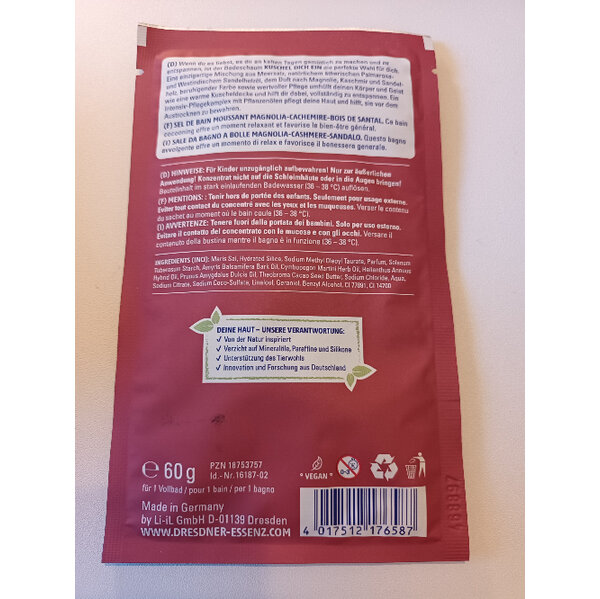 (D) Wenn du es liebst, es dir an kalten Tagen gemütlich zu machen und zu
entspannen, ist der Badeschaum KUSCHEL DICH EIN die perfekte Wahl für dich.
Eine einzigartige Mischung aus Meersalz, natürlichem ätherischen Palmarosa-
und Westindischem Sandelholzöl, dem Duft nach Magnolie, Kaschmir und Sandel-
holz, beruhigender Farbe sowie wertvoller Pflege umhüllt deinen Körper und Geist
wie eine warme Kuscheldecke und hilft dir dabei, vollständig zu entspannen. Ein
Intensiv-Pflegekomplex mit Pflanzenölen pflegt deine Haut und hilft, sie vor dem
Austrocknen zu bewahren.
(F) SEL DE BAIN MOUSSANT MAGNOLIA-CACHEMIRE-BOIS DE SANTAL. Ce bain
cocooning offre un moment relaxant et favorise le bien-être général.
(I) SALE DA BAGNO A BOLLE MAGNOLIA-CASHMERE-SANDALO. Questo bagno
avvolgente offre un momento di relax e favorisce il benessere generale.
(D) HINWEISE: Für Kinder unzugänglich aufbewahren! Nur zur äußerlichen
Anwendung! Konzentrat nicht auf die Schleimhäute oder in die Augen bringen!
Beutelinhalt im stark einlaufenden Badewasser (36 – 38 °C) auflösen.
(F) MENTIONS: : Tenir hors de portée des enfants. Seulement pour usage externe.
Eviter tout contact du concentré avec les yeux et les muqueuses. Verser le contenu
du sachet au moment où le bain coule (36 – 38°C).
(I) AVVERTENZE: Tenere fuori dalla portata dei bambini. Solo per uso esterno.
Evitare il contatto del concentrato con le mucose e con gli occhi. Versare il
contenuto della bustina mentre il bagno è in funzione (36 – 38°C).
INGREDIENTS (INCI): Maris Sal, Hydrated Silica, Sodium Methyl Oleoyl Taurate, Parfum, Solanum
Tuberosum Starch, Amyris Balsamifera Bark Oil, Cymbopogon Martini Herb Oil, Helianthus Annuus
Hybrid Oil, Prunus Amygdalus Dulcis Oil, Theobroma Cacao Seed Butter, Sodium Chloride, Aqua,
Sodium Citrate, Sodium Coco-Sulfate, Linalool, Geraniol, Benzyl Alcohol, CI 77891, CI 14700
DEINE HAUT – UNSERE VERANTWORTUNG:
✓ Von der Natur inspiriert
✓ Verzicht auf Mineralöle, Paraffine und Silikone
✓ Unterstützung des Tierwohls
✓ Innovation und Forschung aus Deutschland
℮ 60 g
PZN 18753757
Id.-Nr. 16187-02
für 1 Vollbad / pour 1 bain / per 1 bagno
° VEGAN °
0-3
Made in Germany
by Li-iL GmbH D-01139 Dresden
WWW.DRESDNER-ESSENZ.COM
4 017512 176587